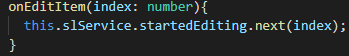 onEditItem(index: number){
this.slService.startedEditing.next(index);
}